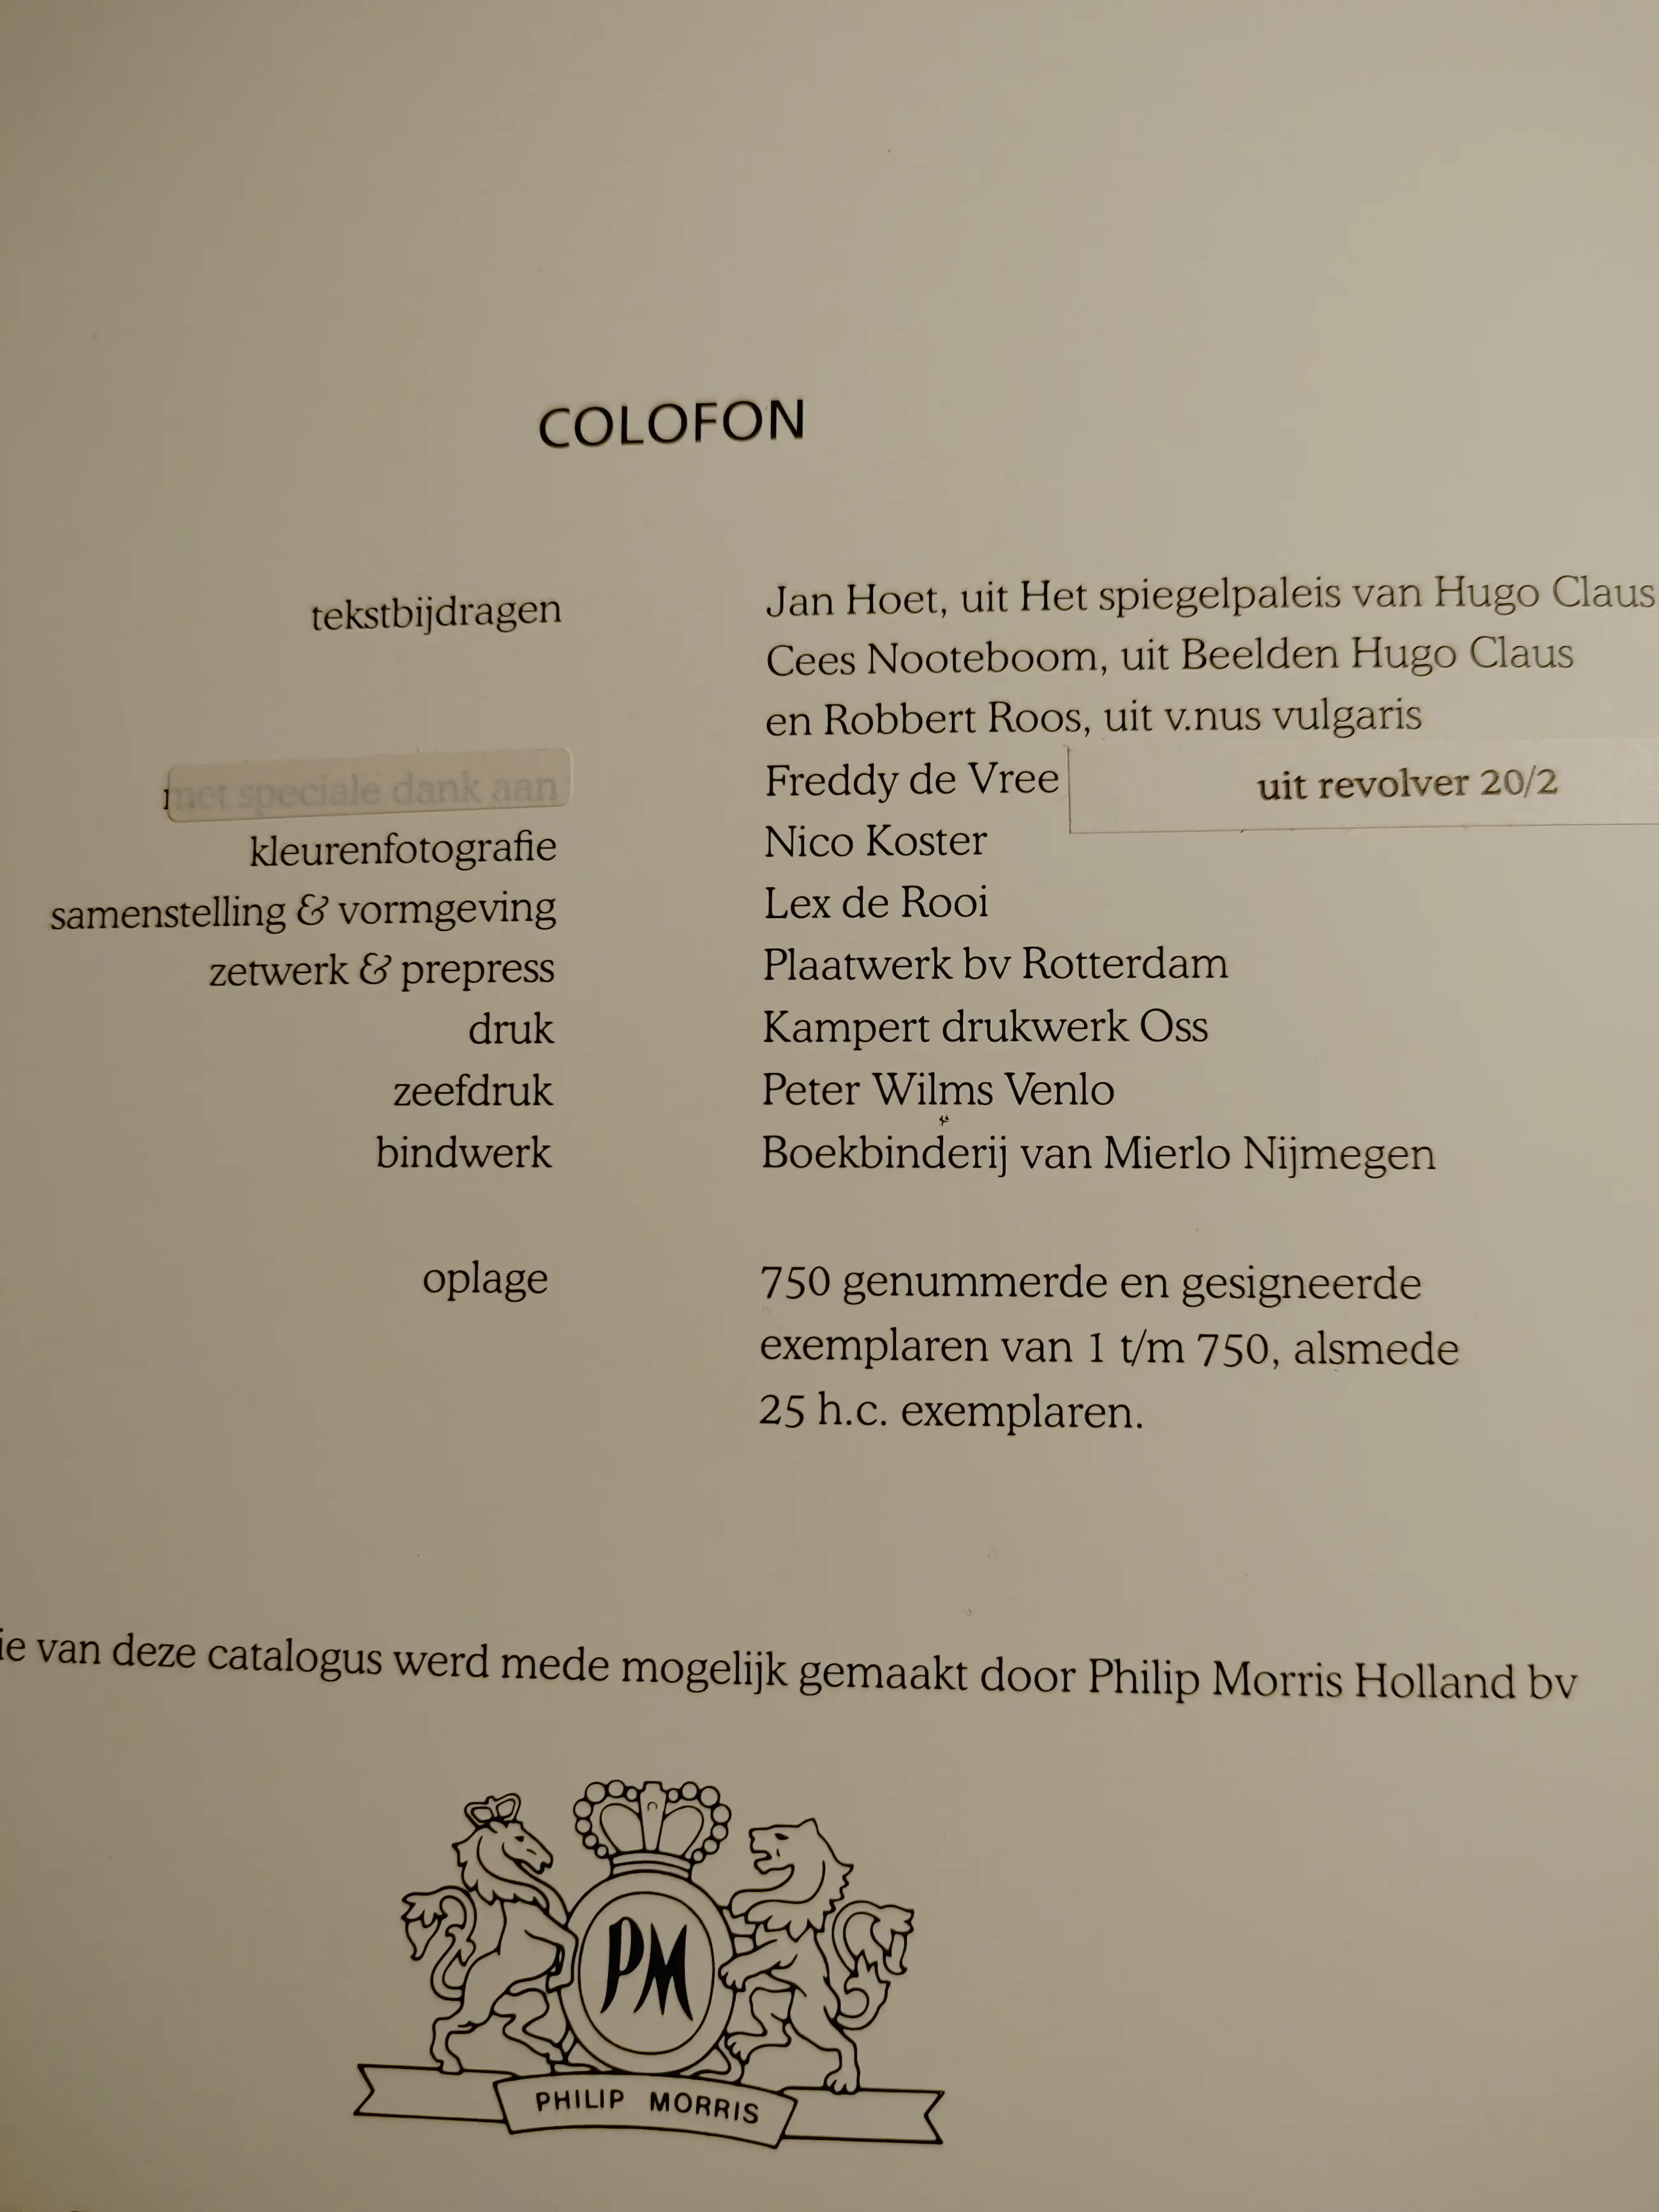 COLOFON
tekstbijdragen Jan Hoet, uit Het spiegelpaleis van Hugo Claus
Cees Nooteboom, uit Beelden Hugo Claus
en Robbert Roos, uit v.nus vulgaris
met speciale dank aan Freddy de Vree uit revolver 20/2
kleurenfotografie Nico Koster
samenstelling & vormgeving Lex de Rooi
zetwerk & prepress Plaatwerk bv Rotterdam
druk Kampert drukwerk Oss
zeefdruk Peter Wilms Venlo
bindwerk Boekbinderij van Mierlo Nijmegen
oplage 750 genummerde en gesigneerde
exemplaren van 1 t/m 750, alsmede
25 h.c. exemplaren.
ie van deze catalogus werd mede mogelijk gemaakt door Philip Morris Holland bv
PM
PHILIP MORRIS